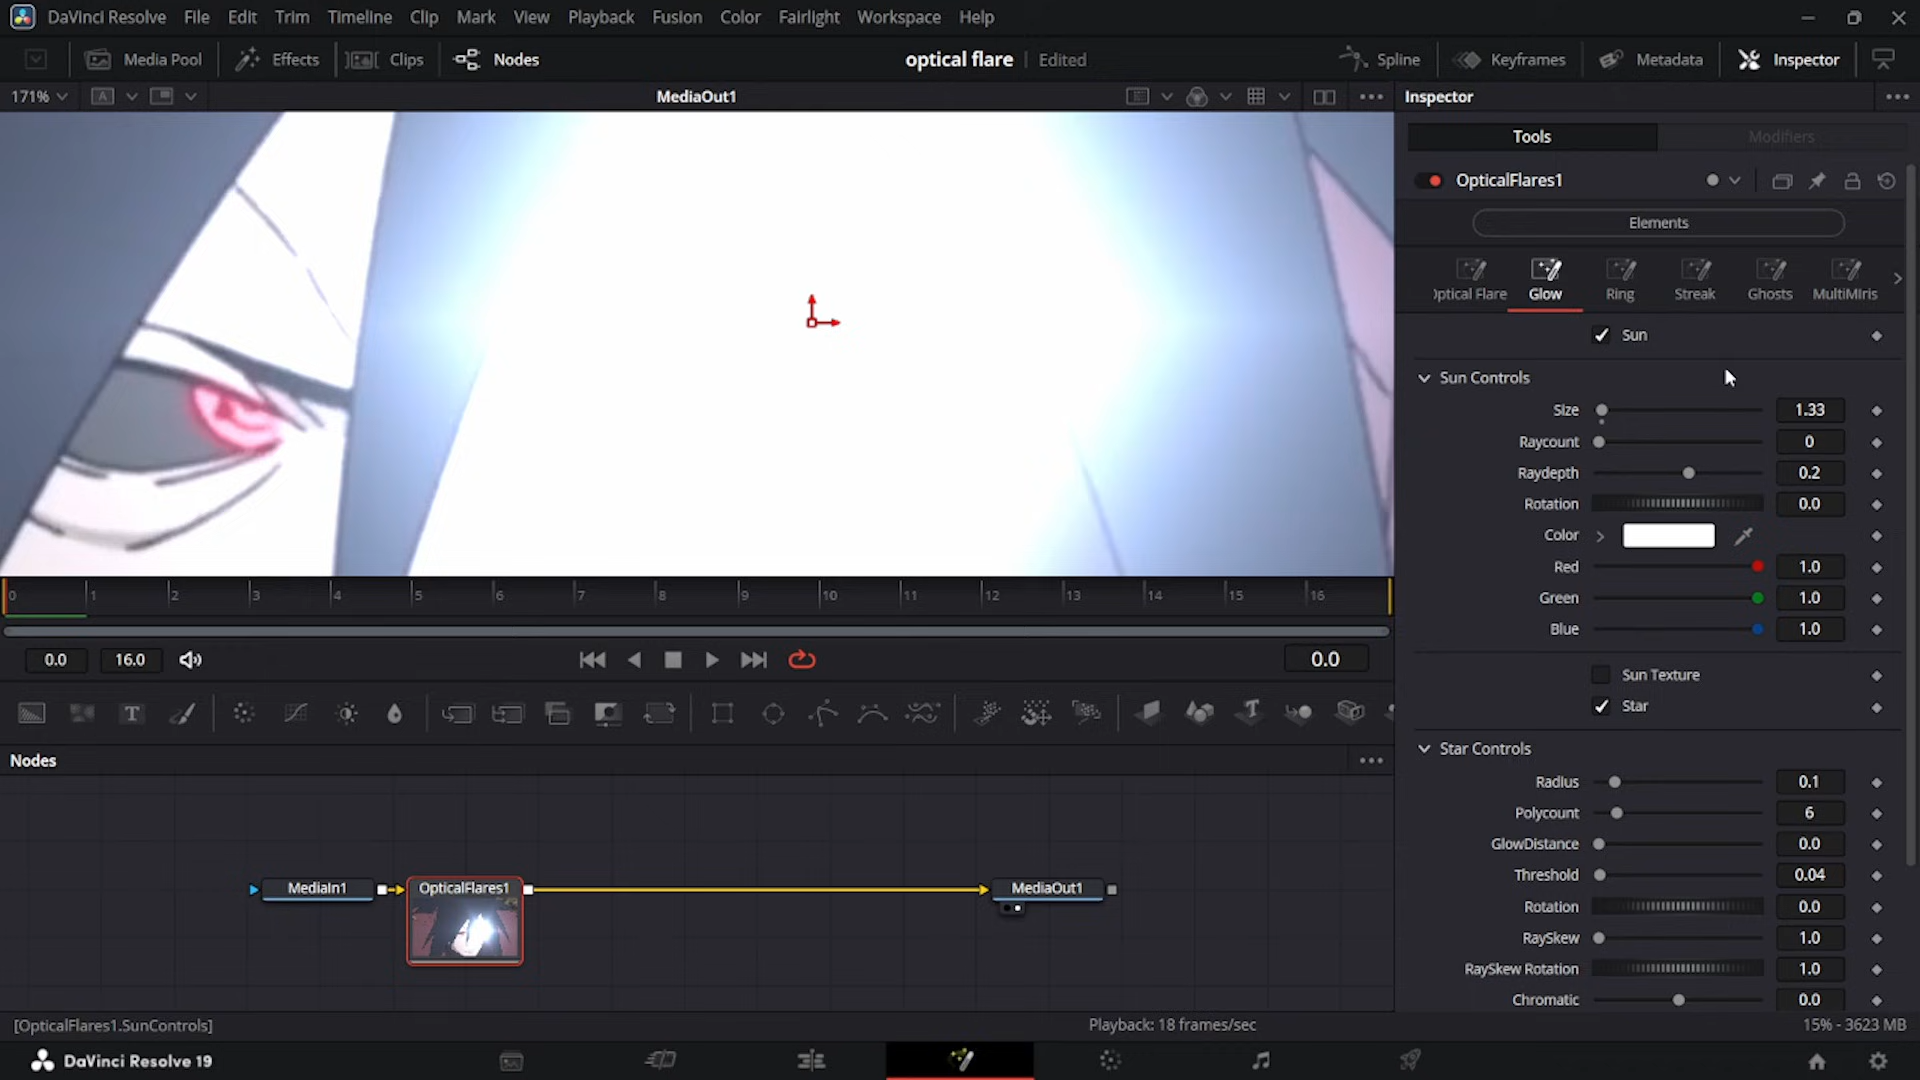 DaVinci Resolve File Edit Trim Timeline Clip Mark View Playback Fusion Color Fairlight Workspace Help
Media Pool Effects Clips Nodes optical flare Edited Spline Keyframes Metadata Inspector
171% A MediaOut1 Inspector
Tools Modifiers
OpticalFlares1
Elements
Optical Flare Glow Ring Streak Ghosts MultiMIris
Sun
Sun Controls
Size 1.33
Raycount 0
Raydepth 0.2
Rotation 0.0
Color
Red 1.0
Green 1.0
Blue 1.0
Sun Texture
Star
Star Controls
Radius 0.1
Polycount 6
GlowDistance 0.0
Threshold 0.04
Rotation 0.0
RaySkew 1.0
RaySkew Rotation 1.0
Chromatic 0.0
0 1 2 3 4 5 6 7 8 9 10 11 12 13 14 15 16
0.0 16.0 0.0
T T
Nodes
MediaIn1 OpticalFlares1 MediaOut1
[OpticalFlares1.SunControls] Playback: 18 frames/sec 15% - 3623 MB
DaVinci Resolve 19